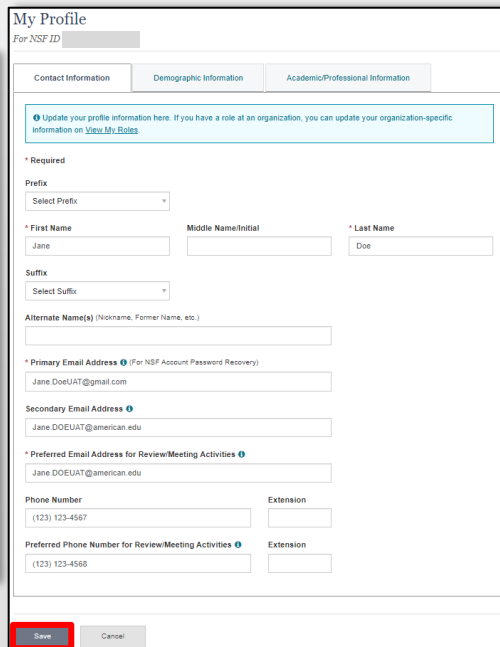 My Profile
For NSF ID
Contact Information Demographic Information Academic/Professional Information
Update your profile information here. If you have a role at an organization, you can update your organization-specific
information on View My Roles.
* Required
Prefix
Select Prefix
* First Name Middle Name/Initial * Last Name
Jane Doe
Suffix
Select Suffix
Alternate Name(s) (Nickname, Former Name, etc.)
* Primary Email Address (For NSF Account Password Recovery)
Jane.DoeUAT@gmail.com
Secondary Email Address
Jane.DOEUAT@american.edu
* Preferred Email Address for Review/Meeting Activities
Jane.DOEUAT@american.edu
Phone Number Extension
(123) 123-4567
Preferred Phone Number for Review/Meeting Activities Extension
(123) 123-4568
Save Cancel